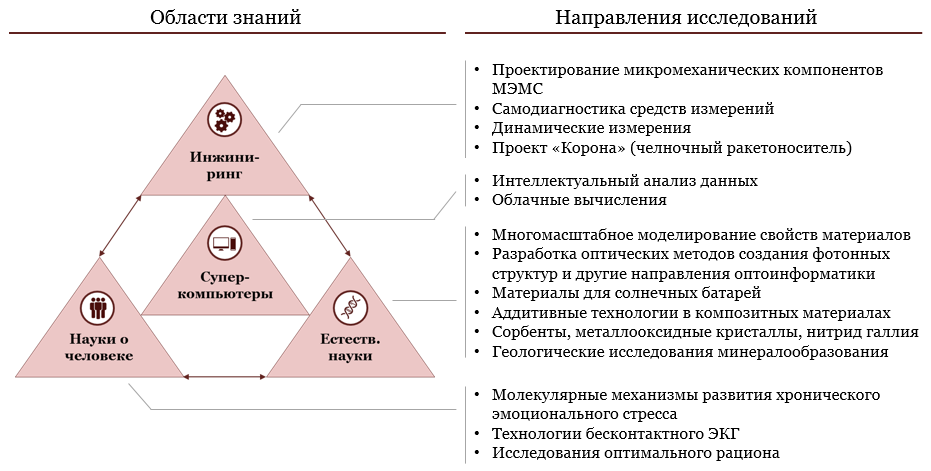 Области знаний
Инжини-
ринг
Супер-
компьютеры
Науки о
человеке
Естеств.
науки
Направления исследований
• Проектирование микромеханических компонентов
МЭМС
• Самодиагностика средств измерений
• Динамические измерения
• Проект «Корона» (челночный ракетоноситель)
• Интеллектуальный анализ данных
• Облачные вычисления
• Многомасштабное моделирование свойств материалов
• Разработка оптических методов создания фотонных
структур и другие направления оптоинформатики
• Материалы для солнечных батарей
• Аддитивные технологии в композитных материалах
• Сорбенты, металлооксидные кристаллы, нитрид галлия
• Геологические исследования минералообразования
• Молекулярные механизмы развития хронического
эмоционального стресса
• Технологии бесконтактного ЭКГ
• Исследования оптимального рациона